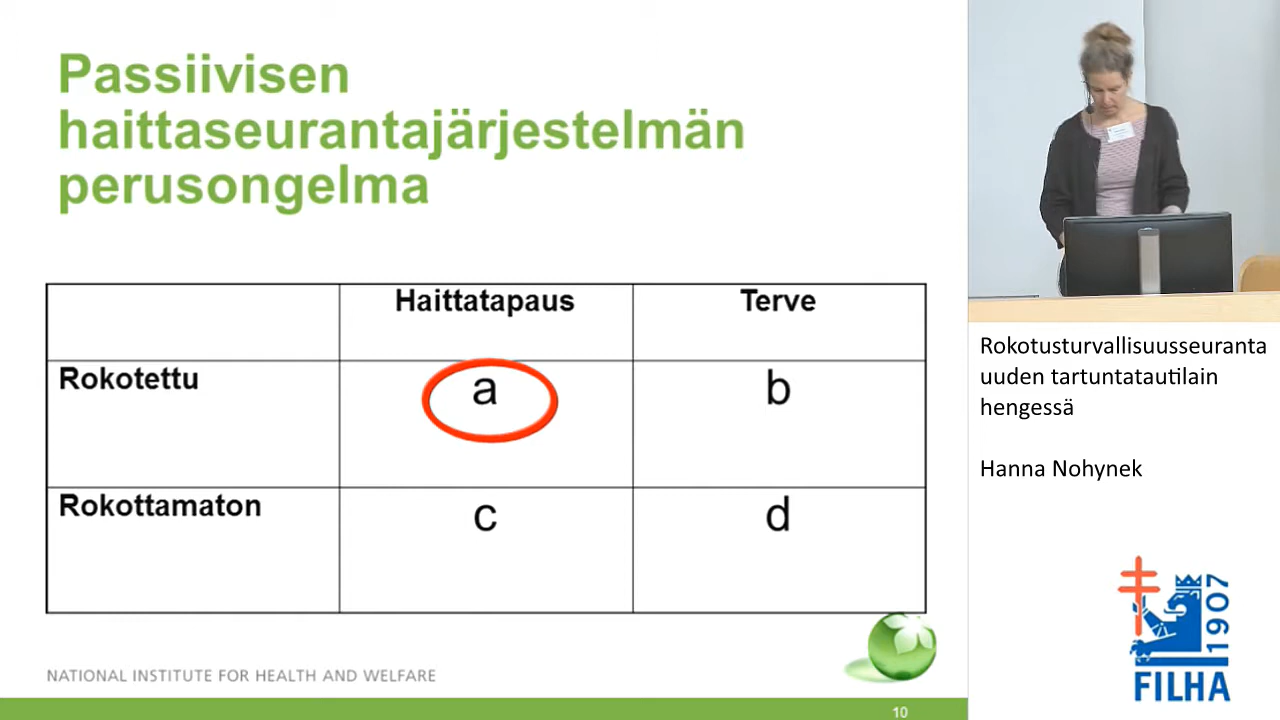 Passiivisen
haittaseurantajärjestelmän
perusongelma
Haittatapaus Terve
Rokotettu a b
Rokottamaton c d
NATIONAL INSTITUTE FOR HEALTH AND WELFARE
10
Rokotusturvallisuusseuranta
uuden tartuntatautilain
hengessä
Hanna Nohynek
1907
FILHA